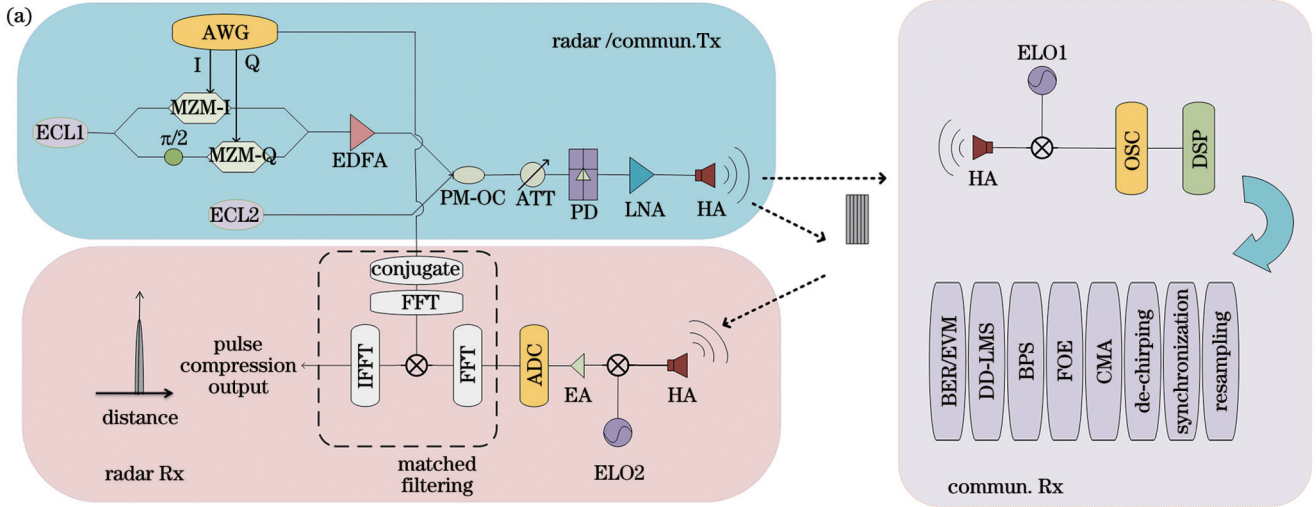 (a)
AWG
radar /commun.Tx
I
Q
MZM-I
ECL1
π/2
MZM-Q
EDFA
PM-OC
ATT
PD
LNA
HA
ECL2
conjugate
FFT
pulse
compression
output
IFFT
FFT
ADC
EA
HA
distance
ELO2
radar Rx
matched
filtering
ELO1
HA
OSC
DSP
BER/EVM
DD-LMS
BPS
FOE
CMA
de-chirping
synchronization
resampling
commun. Rx